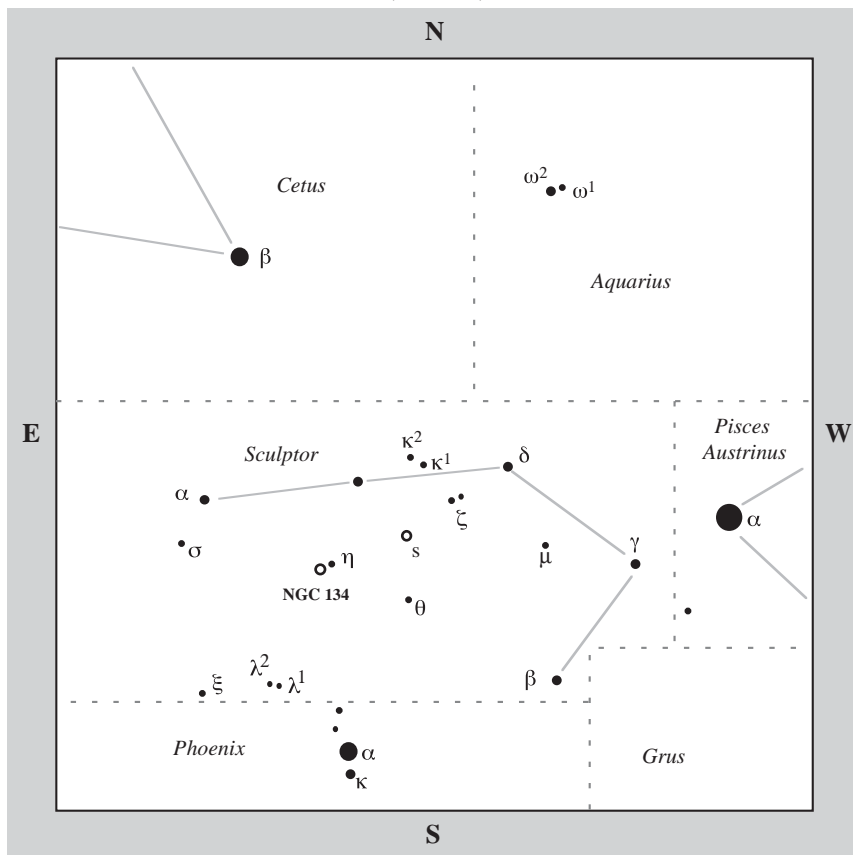 N
ω2 ω1
Cetus
β
Aquarius
E
W
Pisces
Austrinus
κ2
κ1
δ
Sculptor
α
ζ
α
σ
η
s
μ
γ
NGC 134
θ
λ2
λ1
ξ
β
Phoenix
α
κ
Grus
S